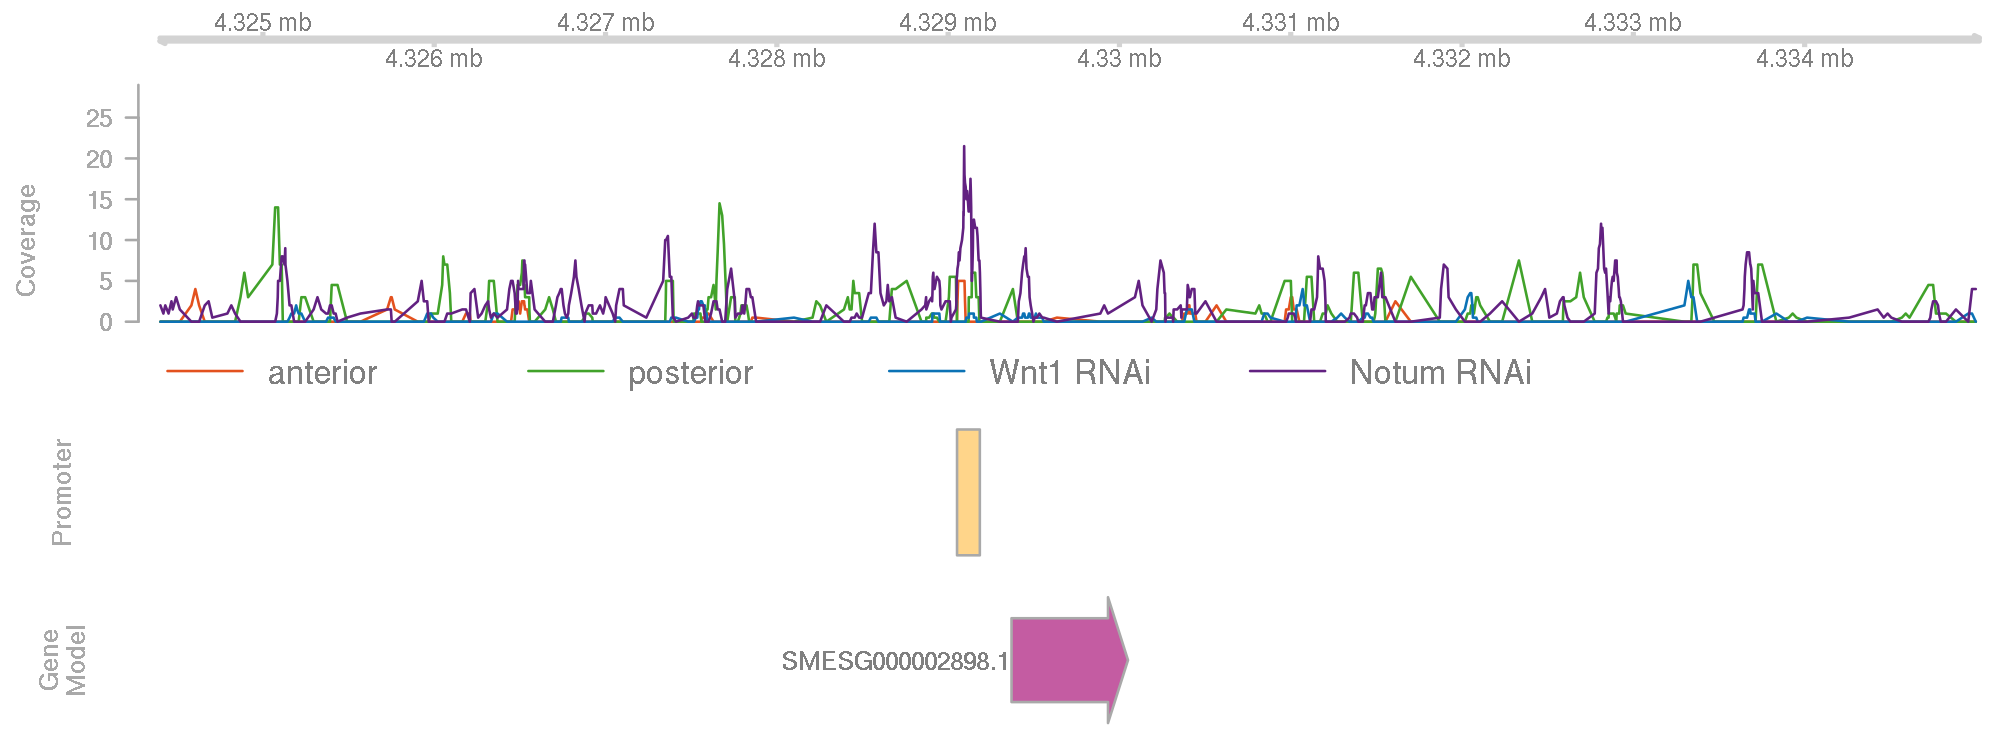 4.325 mb 4.327 mb 4.329 mb 4.331 mb 4.333 mb
4.326 mb 4.328 mb 4.33 mb 4.332 mb 4.334 mb
Coverage
25
20
15
10
5
0
anterior posterior Wnt1 RNAi Notum RNAi
Promoter
Gene
Model
SMESG000002898.1